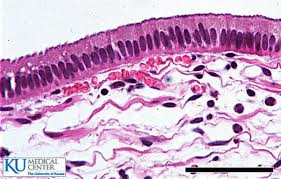 KU MEDICAL
CENTER
The University of Kansas